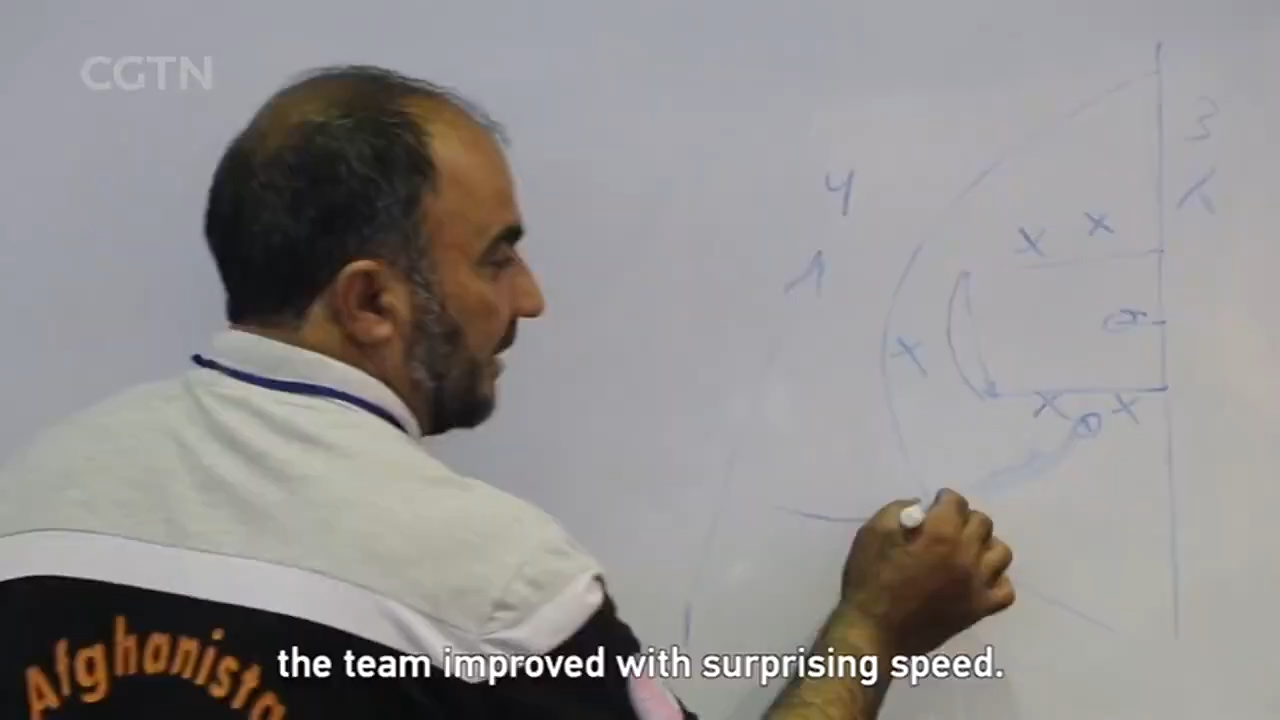 CGTN
3
4
x
x
1
x
x
x
Afghanista
the team improved with surprising speed.